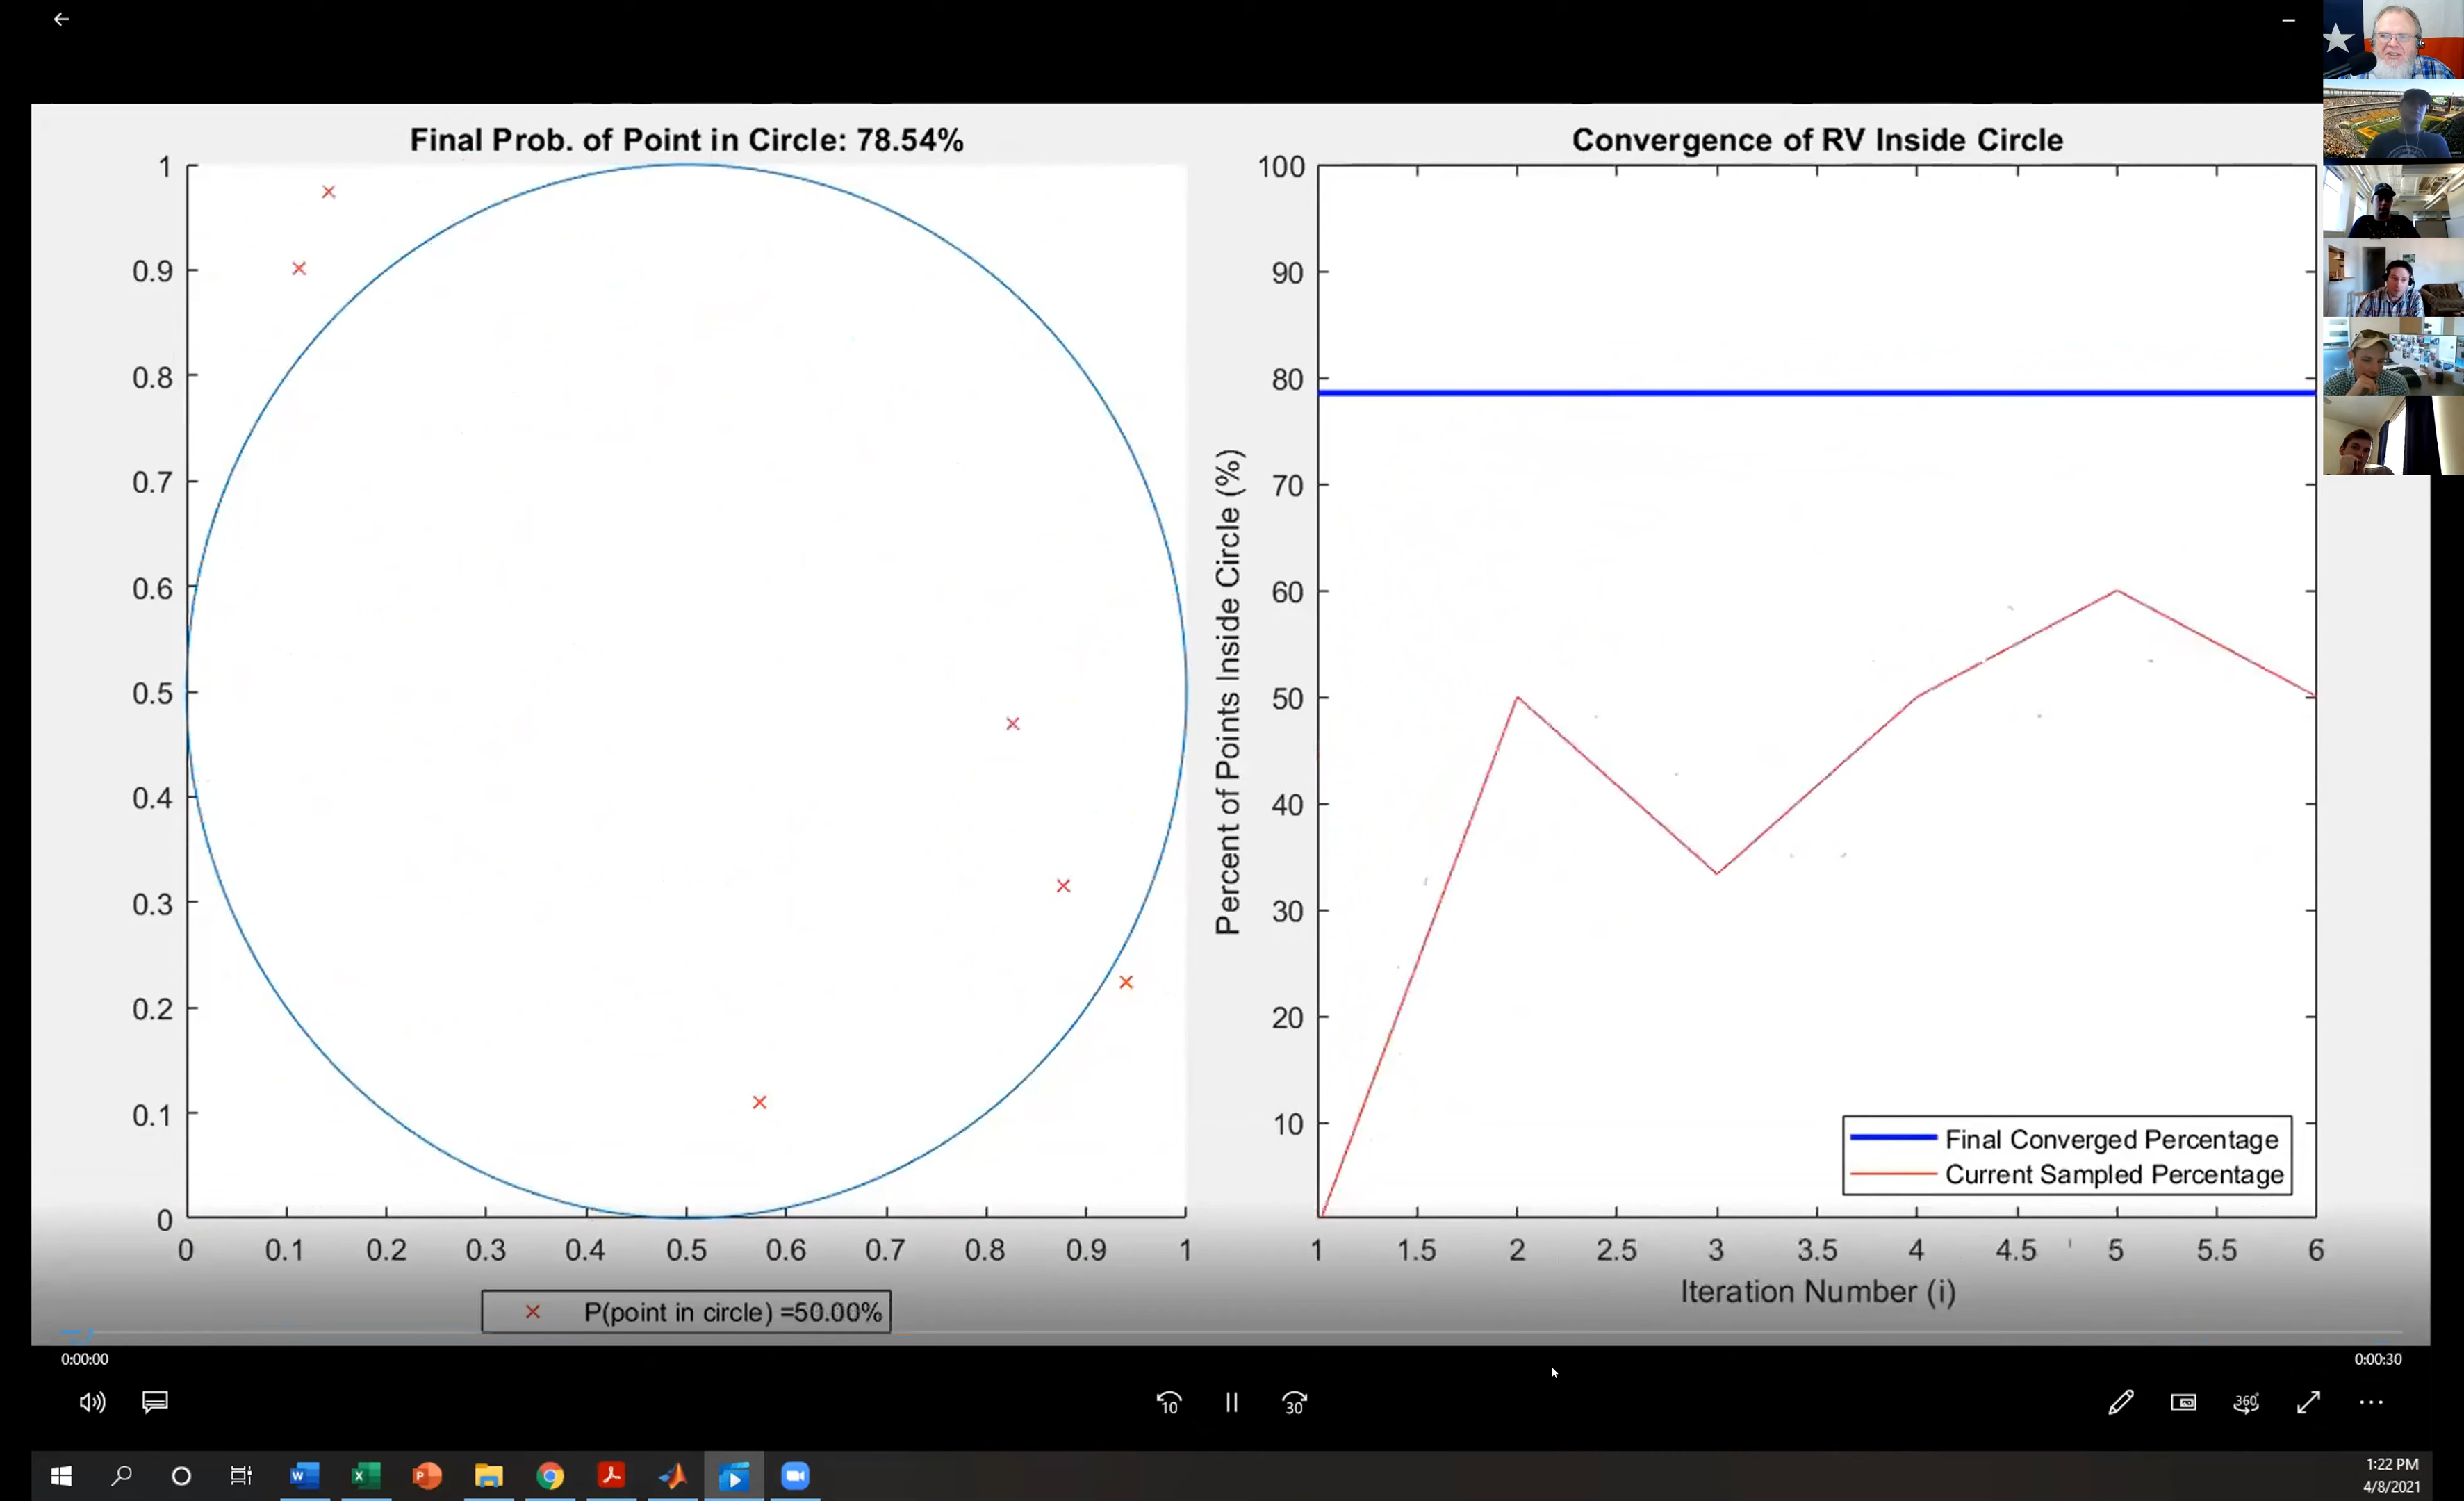 Final Prob. of Point in Circle: 78.54%
1
0.9
0.8
0.7
0.6
0.5
0.4
0.3
0.2
0.1
0
0 0.1 0.2 0.3 0.4 0.5 0.6 0.7 0.8 0.9 1
× P(point in circle) =50.00%
Convergence of RV Inside Circle
Percent of Points Inside Circle (%)
100
90
80
70
60
50
40
30
20
10
Final Converged Percentage
Current Sampled Percentage
1 1.5 2 2.5 3 3.5 4 4.5 5 5.5 6
Iteration Number (i)
0:00:00
0:00:30
10
30
360°
W
X
P
1:22 PM
4/8/2021